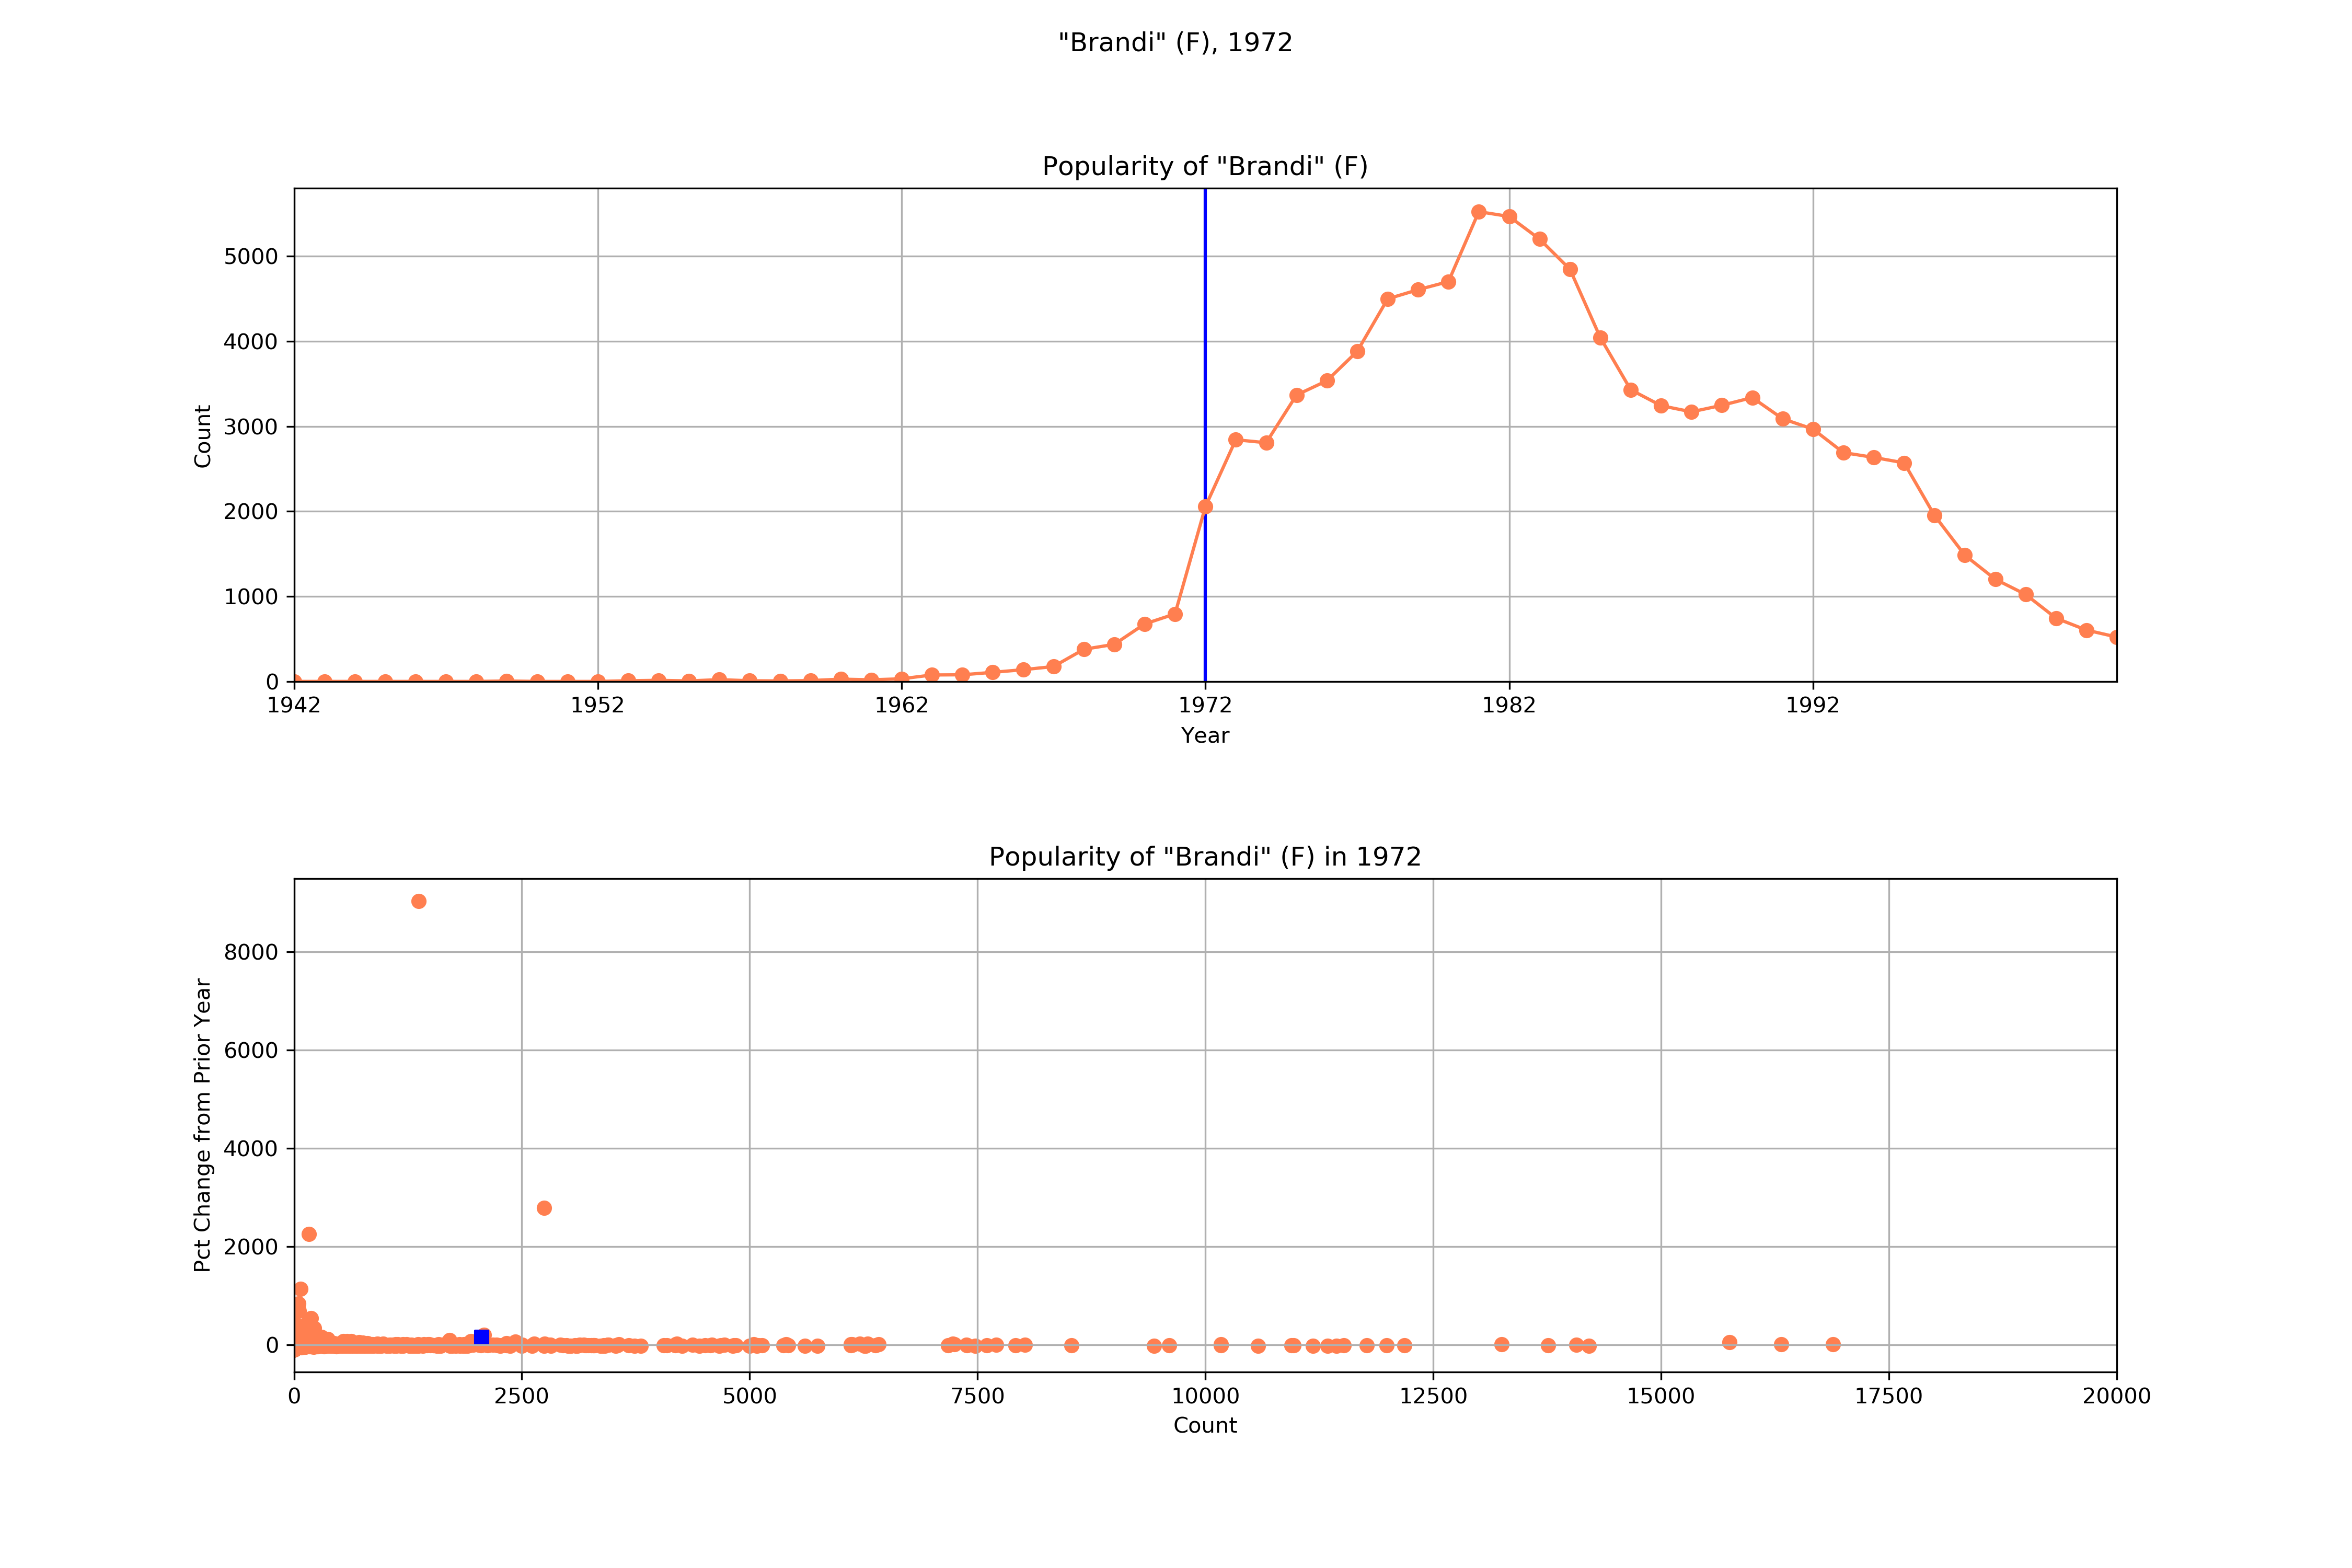 "Brandi" (F), 1972
Popularity of "Brandi" (F)
5000
4000
3000
2000
1000
0
Count
1942 1952 1962 1972 1982 1992
Year
Popularity of "Brandi" (F) in 1972
8000
6000
4000
2000
0
Pct Change from Prior Year
0 2500 5000 7500 10000 12500 15000 17500 20000
Count